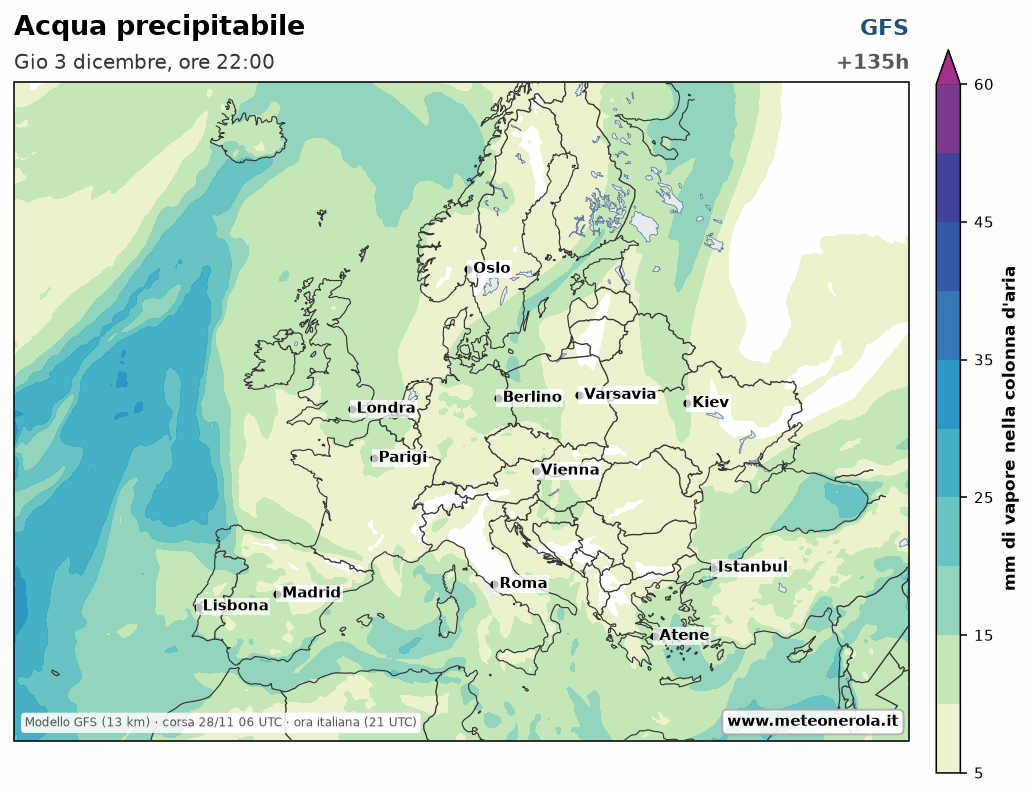 Acqua precipitabile
GFS
Gio 3 dicembre, ore 22:00
+135h
60
45
35
25
15
5
mm di vapore nella colonna d'aria
Oslo
Berlino
Varsavia
Kiev
Londra
Parigi
Vienna
Istanbul
Roma
Madrid
Lisbona
Atene
Modello GFS (13 km) · corsa 28/11 06 UTC · ora italiana (21 UTC)
www.meteonerola.it